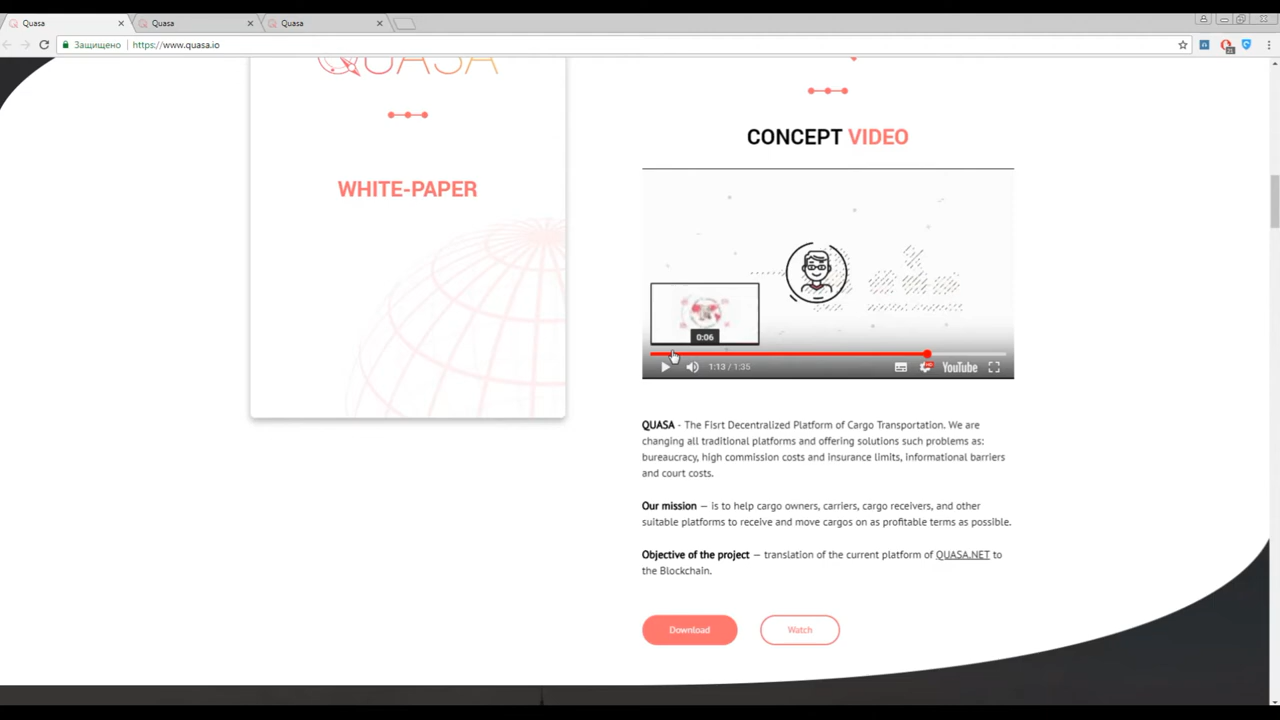 Quasa
Quasa
Quasa
Защищено
https://www.quasa.io
21
QUASA
WHITE-PAPER
CONCEPT VIDEO
0:06
1:13 / 1:35
HD
YouTube
QUASA - The Fisrt Decentralized Platform of Cargo Transportation. We are
changing all traditional platforms and offering solutions such problems as:
bureaucracy, high commission costs and insurance limits, informational barriers
and court costs.
Our mission — is to help cargo owners, carriers, cargo receivers, and other
suitable platforms to receive and move cargos on as profitable terms as possible.
Objective of the project — translation of the current platform of QUASA.NET to
the Blockchain.
Download
Watch